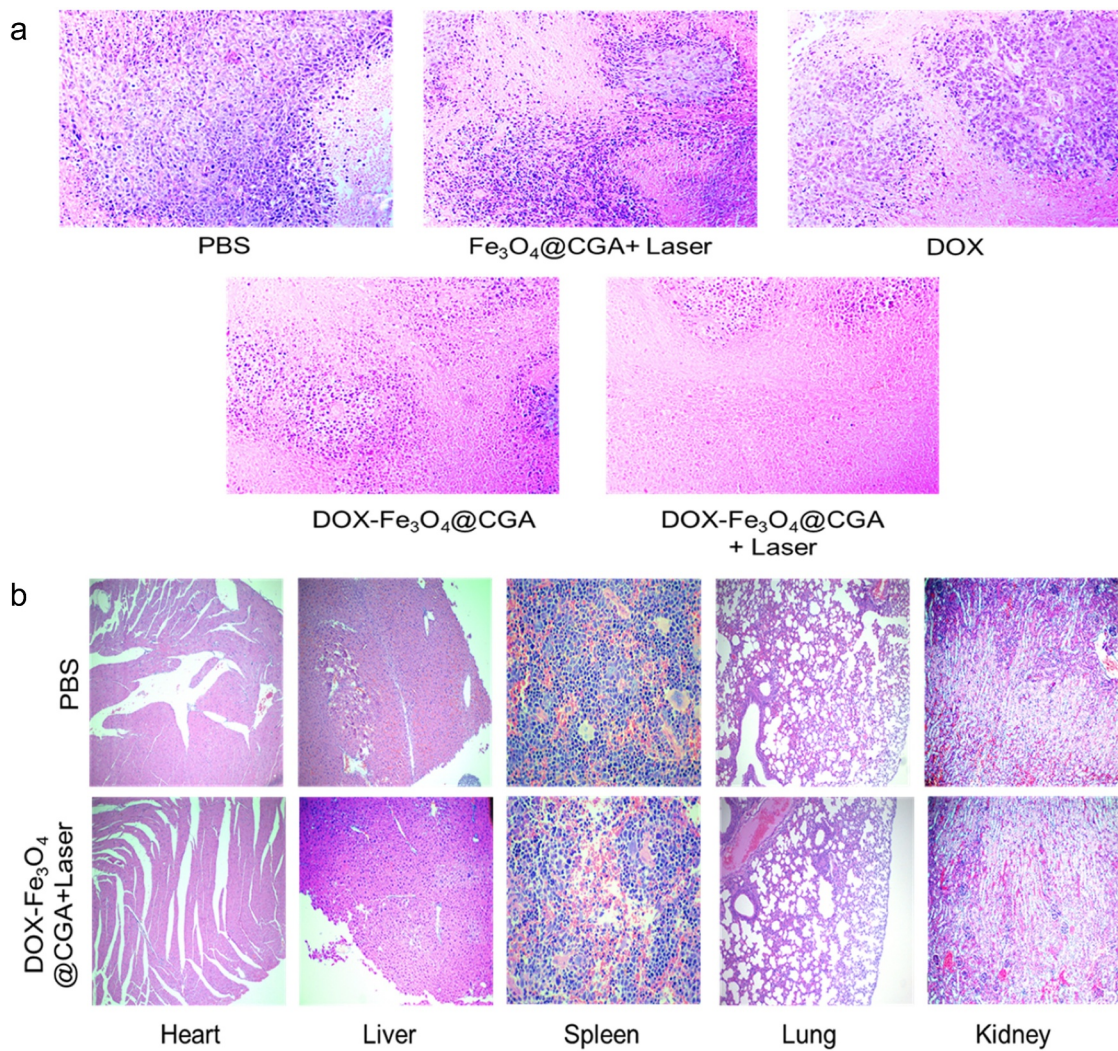 a
PBS
Fe₃O₄@CGA+ Laser
DOX
DOX-Fe₃O₄@CGA
DOX-Fe₃O₄@CGA
+ Laser
b
PBS
DOX-Fe₃O₄
@CGA+Laser
Heart
Liver
Spleen
Lung
Kidney